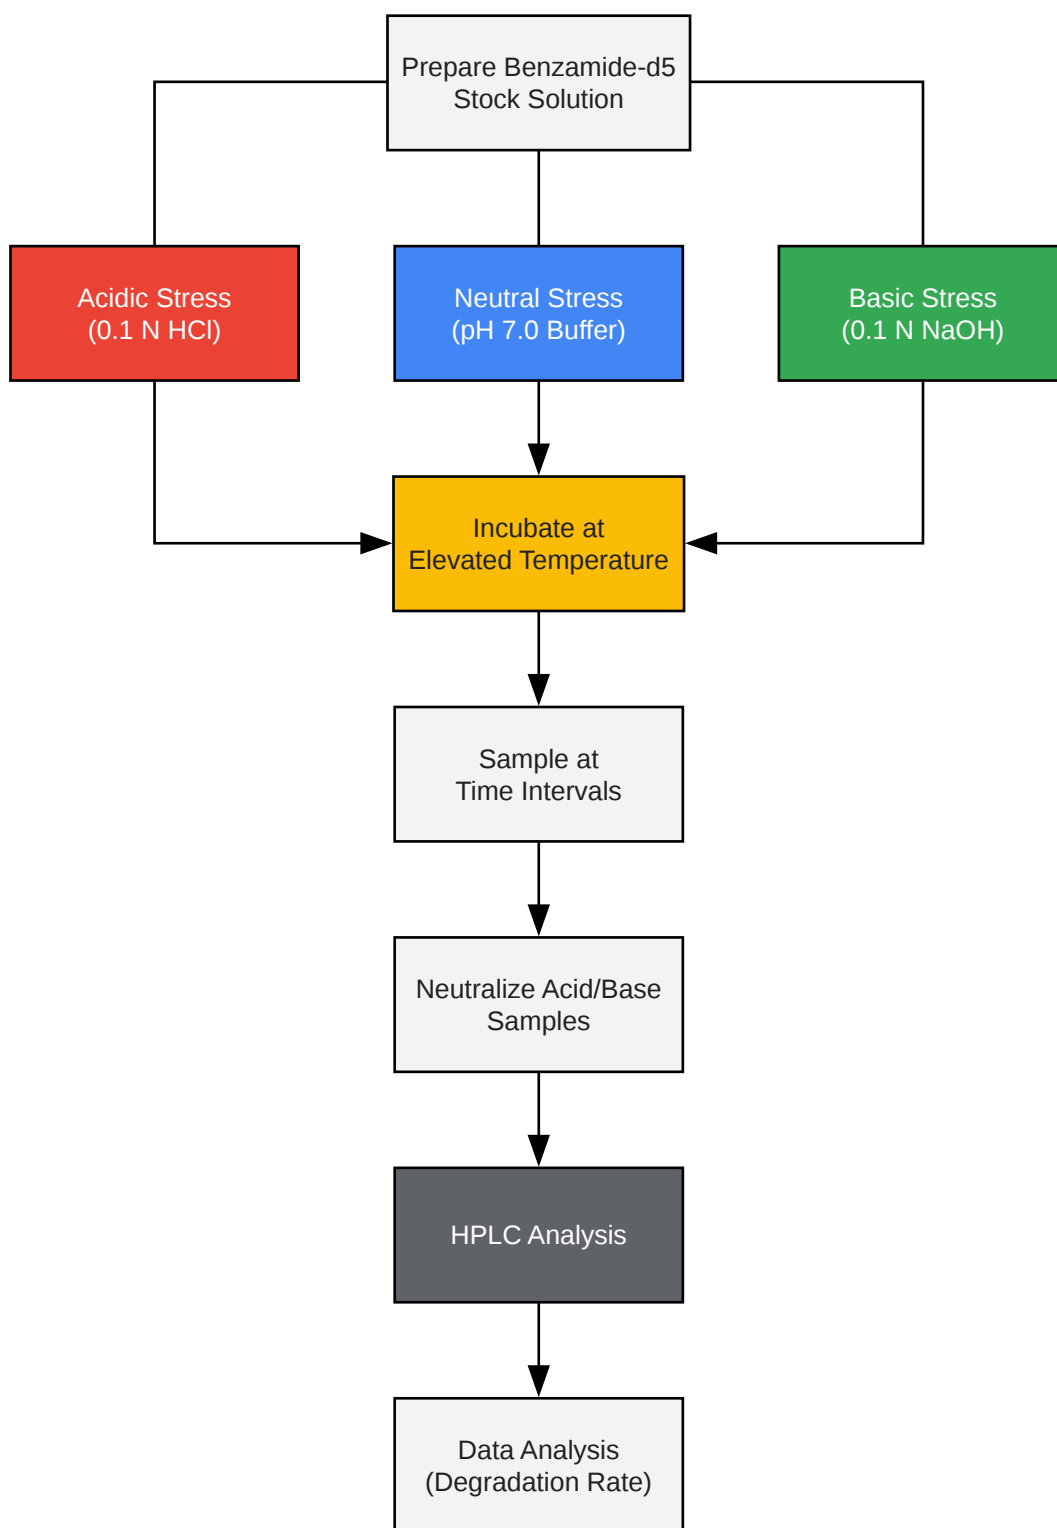 Prepare Benzamide-d5
Stock Solution
Acidic Stress
(0.1 N HCl)
Neutral Stress
(pH 7.0 Buffer)
Basic Stress
(0.1 N NaOH)
Incubate at
Elevated Temperature
Sample at
Time Intervals
Neutralize Acid/Base
Samples
HPLC Analysis
Data Analysis
(Degradation Rate)